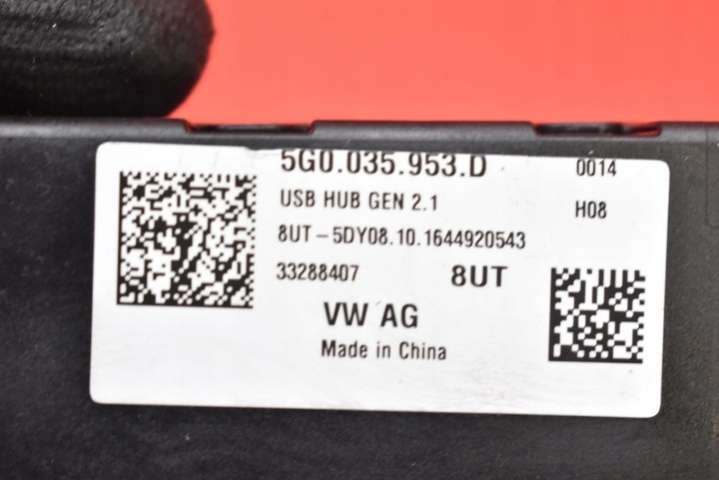 5G0.035.953.D 0014
USB HUB GEN 2.1 H08
8UT-5DY08.10.1644920543
33288407 8UT
VW AG
Made in China